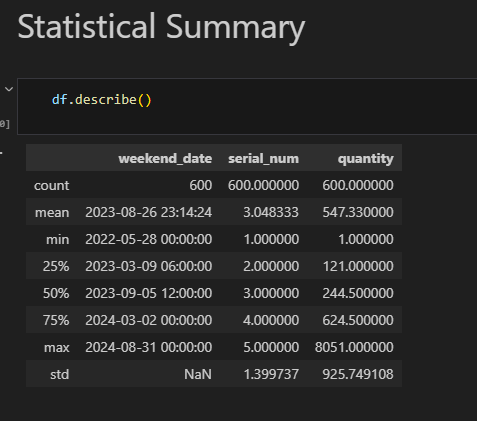 Statistical Summary
df.describe()
0]
weekend_date serial_num quantity
count 600 600.000000 600.000000
mean 2023-08-26 23:14:24 3.048333 547.330000
min 2022-05-28 00:00:00 1.000000 1.000000
25% 2023-03-09 06:00:00 2.000000 121.000000
50% 2023-09-05 12:00:00 3.000000 244.500000
75% 2024-03-02 00:00:00 4.000000 624.500000
max 2024-08-31 00:00:00 5.000000 8051.000000
std NaN 1.399737 925.749108